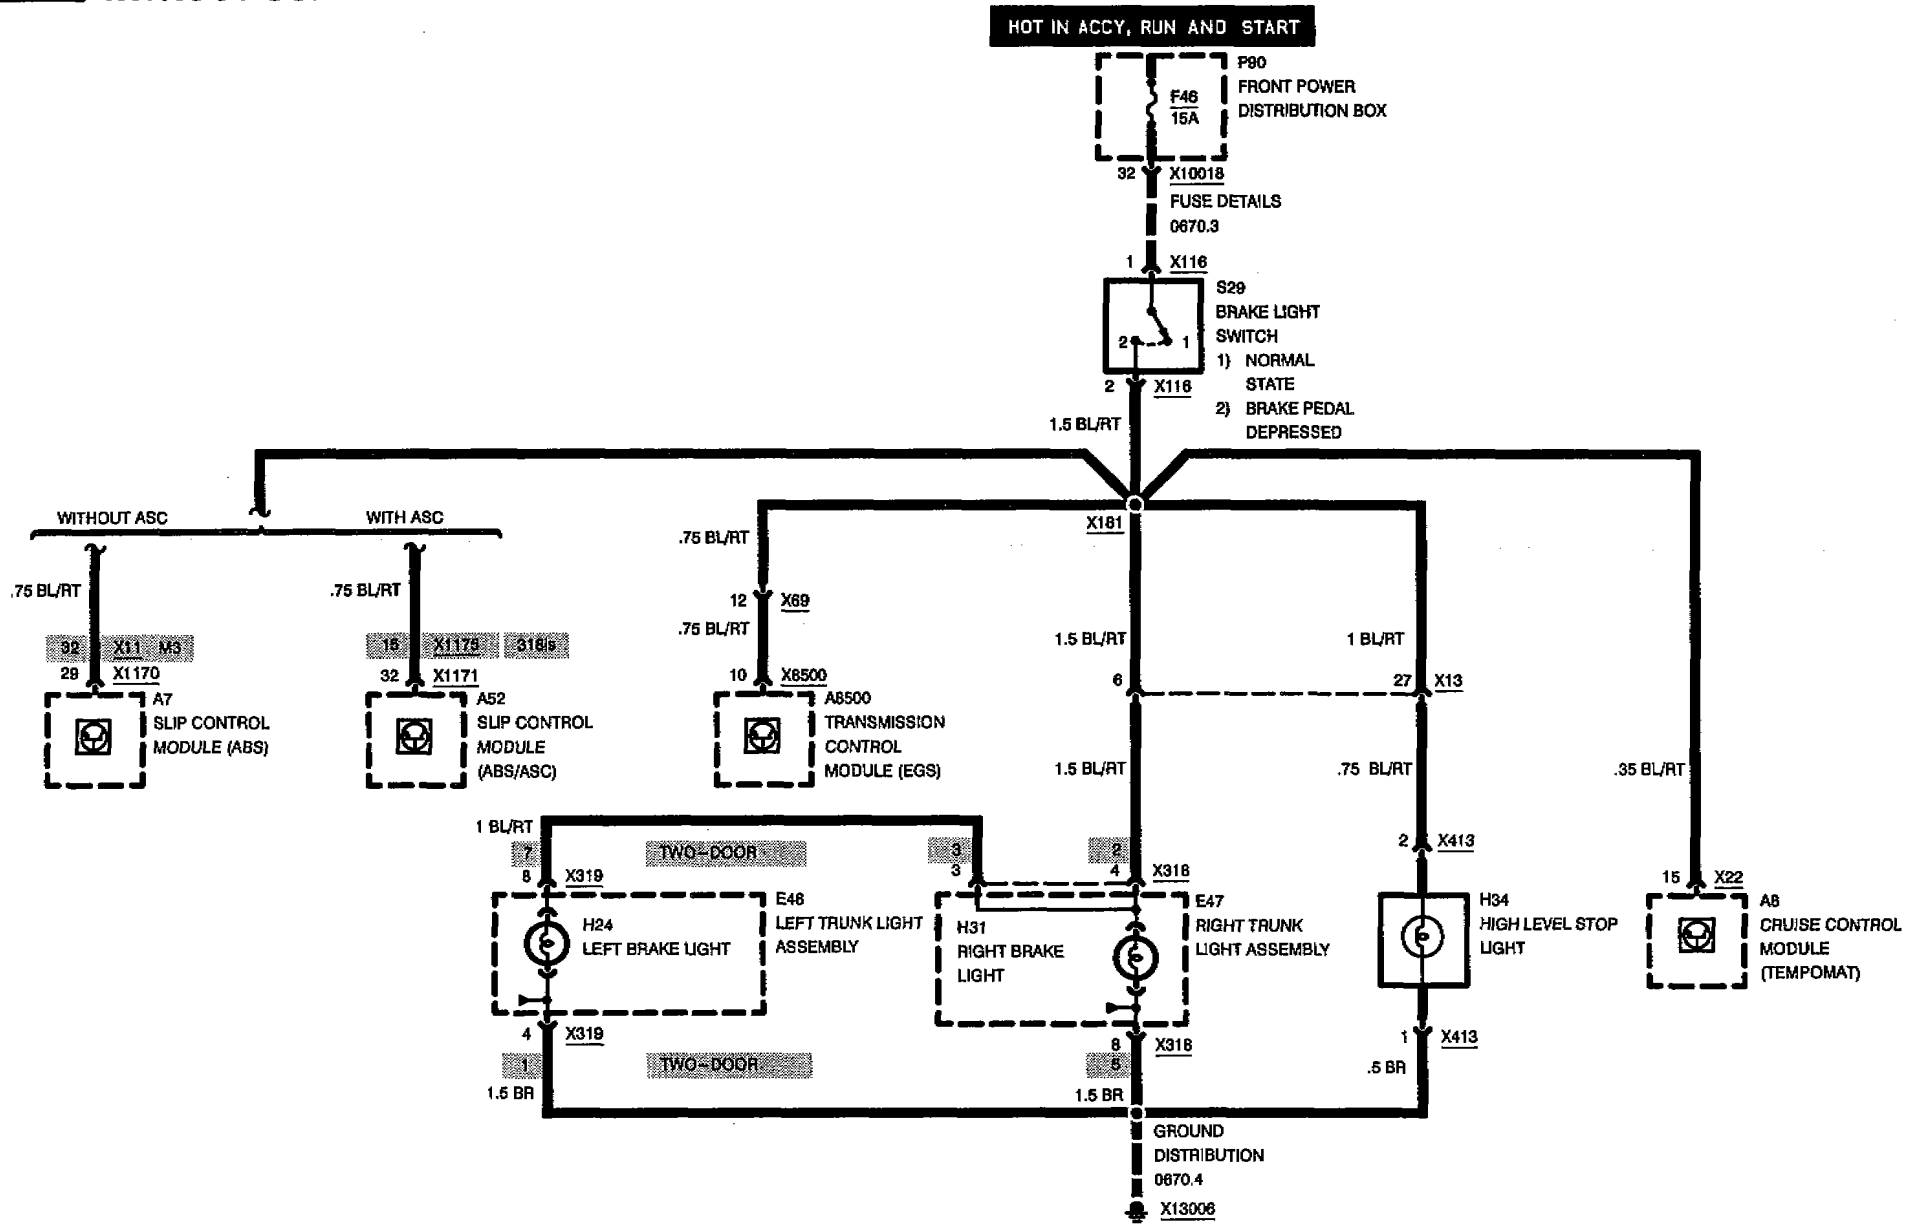 HOT IN ACCY, RUN AND START
P90
FRONT POWER
DISTRIBUTION BOX
F46
15A
32 X10018
FUSE DETAILS
0670.3
1 X116
S29
BRAKE LIGHT
SWITCH
1) NORMAL
STATE
2) BRAKE PEDAL
DEPRESSED
2 1
2 X116
1.5 BL/RT
X181
WITHOUT ASC
WITH ASC
.75 BL/RT
.75 BL/RT
.75 BL/RT
12 X69
.75 BL/RT
1.5 BL/RT
1 BL/RT
32 X11 M3
29 X1170
15 X1175 318i/s
32 X1171
10 X8500
6
27 X13
A7
SLIP CONTROL
MODULE (ABS)
A52
SLIP CONTROL
MODULE
(ABS/ASC)
A8500
TRANSMISSION
CONTROL
MODULE (EGS)
1.5 BL/RT
.75 BL/RT
.35 BL/RT
1 BL/RT
7 TWO-DOOR 3 2
8 X319
3
4 X318
2 X413
15 X22
E46
LEFT TRUNK LIGHT
ASSEMBLY
H24
LEFT BRAKE LIGHT
H31
RIGHT BRAKE
LIGHT
E47
RIGHT TRUNK
LIGHT ASSEMBLY
H34
HIGH LEVEL STOP
LIGHT
A8
CRUISE CONTROL
MODULE
(TEMPOMAT)
4 X319
8 X318
1 X413
1 TWO-DOOR 5
1.5 BR
1.5 BR
.5 BR
GROUND
DISTRIBUTION
0670.4
X13006